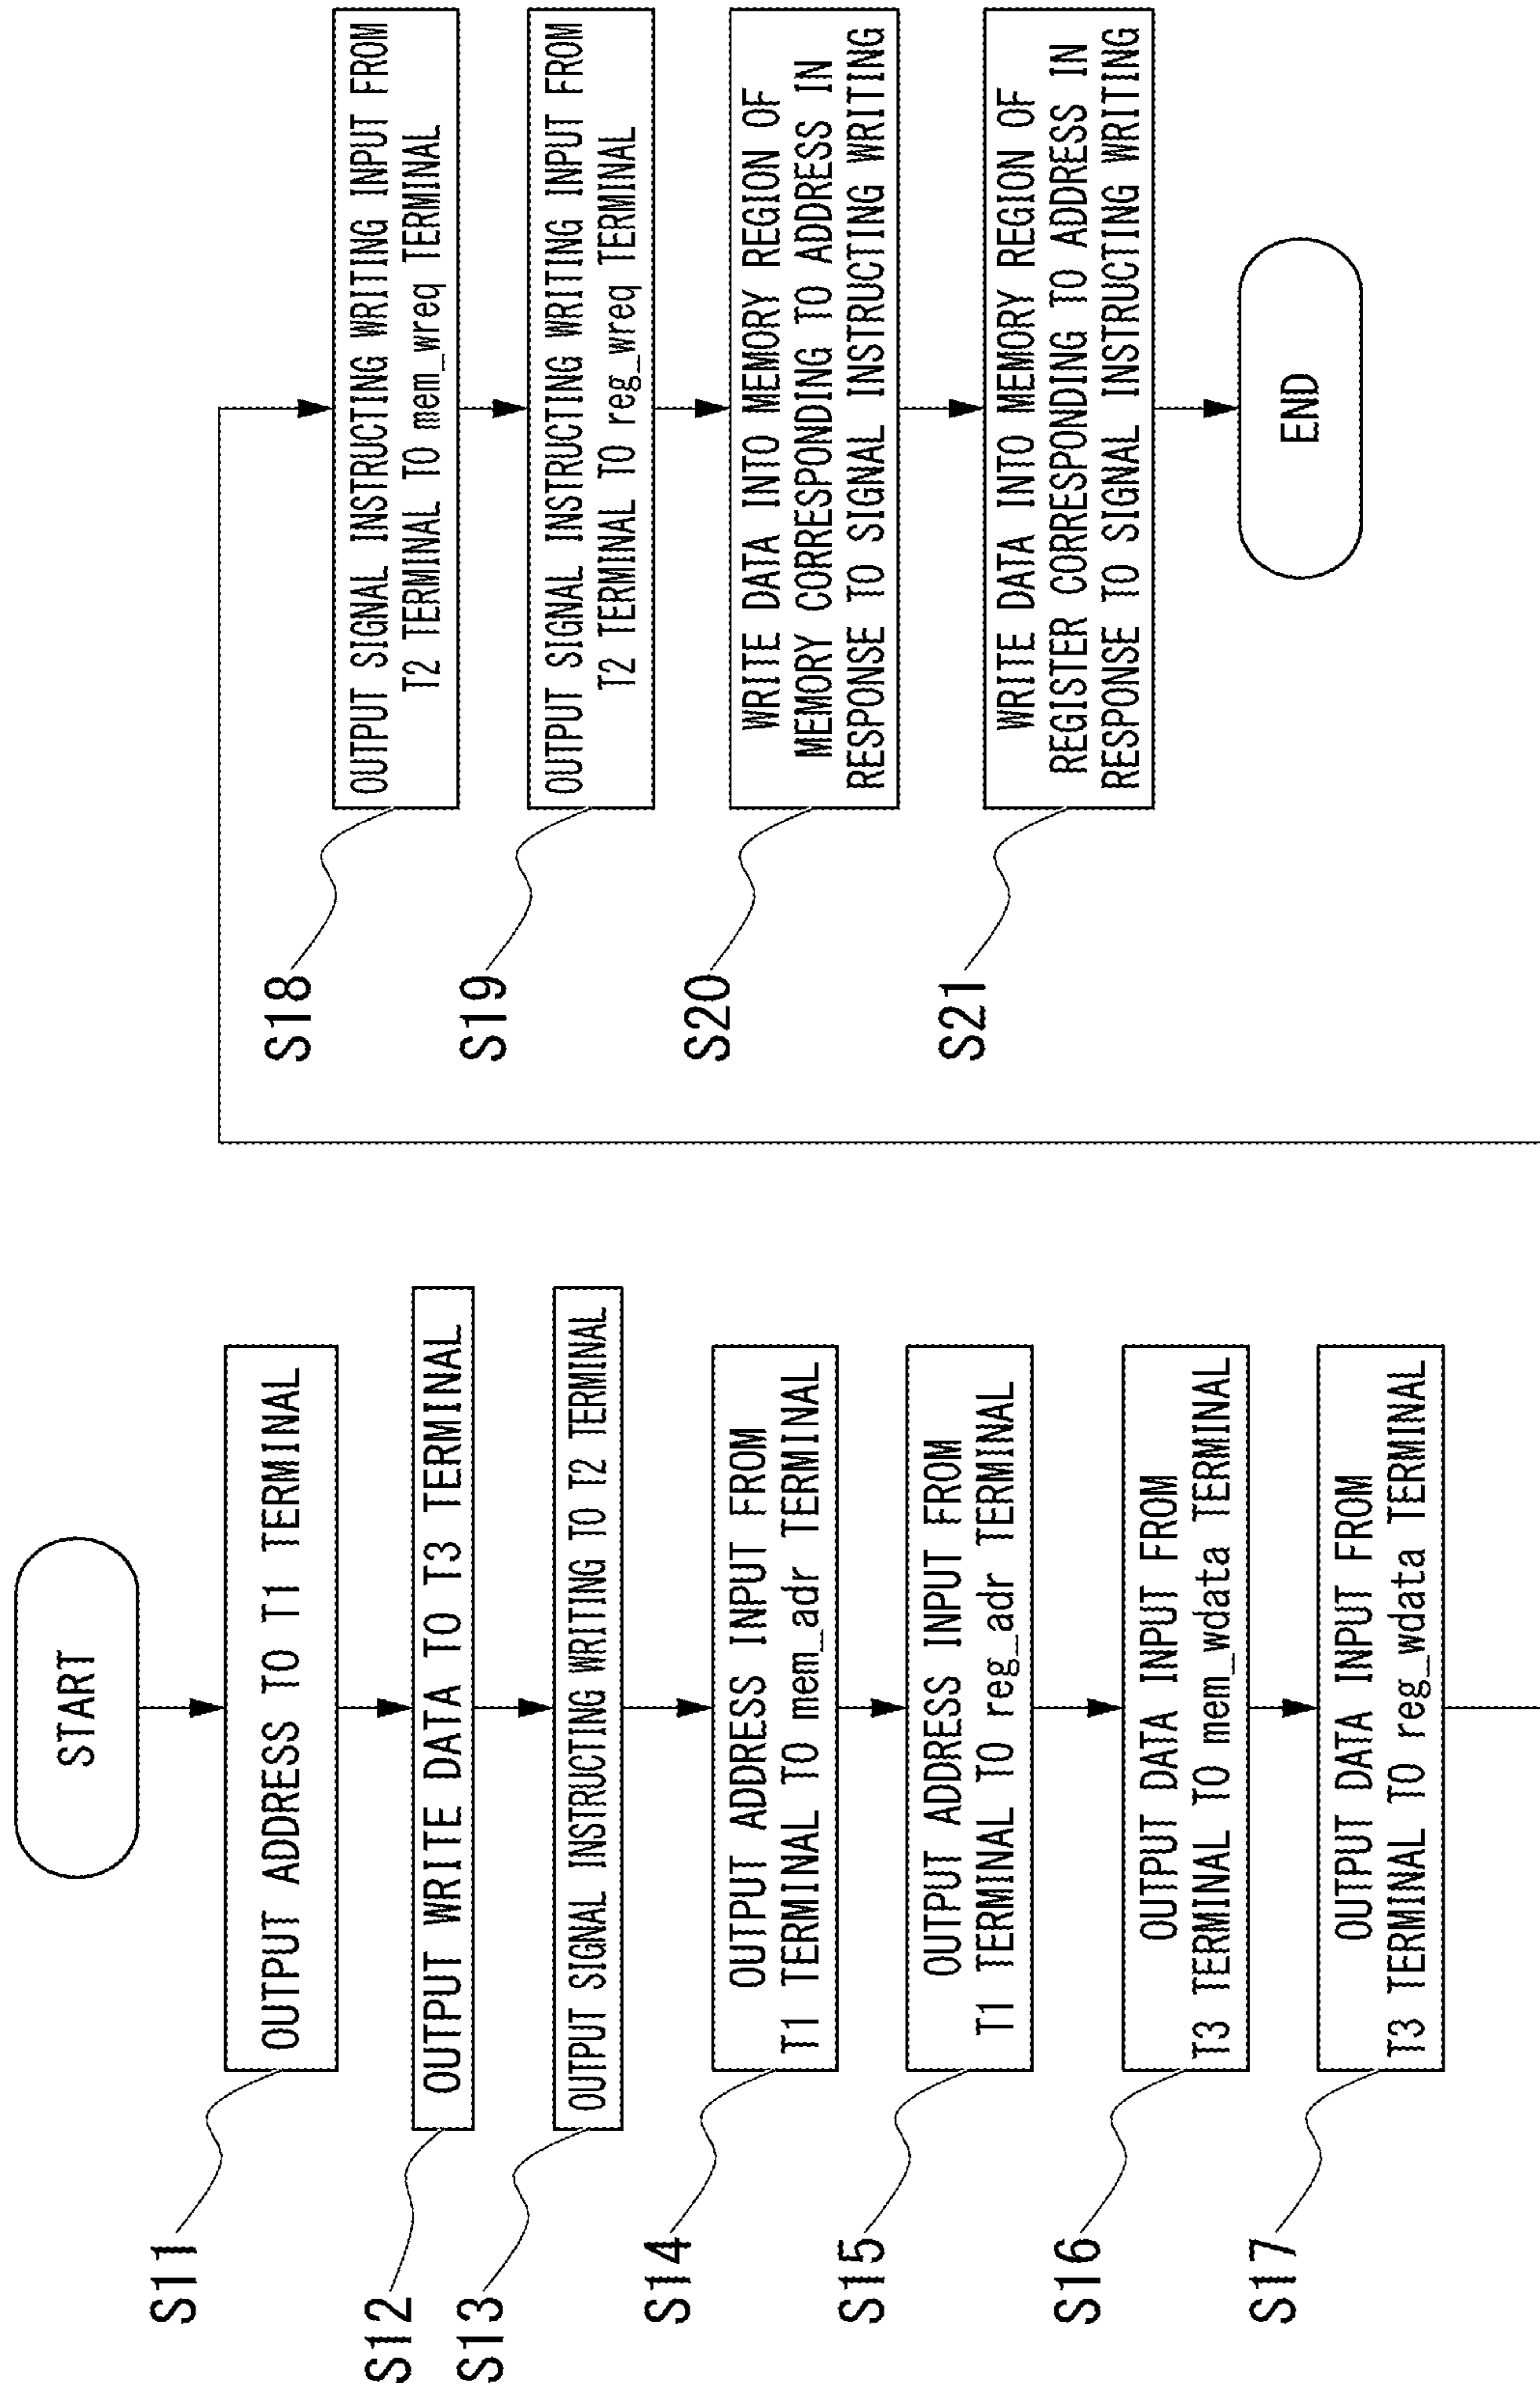 START
S11
OUTPUT ADDRESS TO T1 TERMINAL
S12
OUTPUT WRITE DATA TO T3 TERMINAL
S13
OUTPUT SIGNAL INSTRUCTING WRITING TO T2 TERMINAL
S14
OUTPUT ADDRESS INPUT FROM
T1 TERMINAL TO mem_adr TERMINAL
S15
OUTPUT ADDRESS INPUT FROM
T1 TERMINAL TO reg_adr TERMINAL
S16
OUTPUT DATA INPUT FROM
T3 TERMINAL TO mem_wdata TERMINAL
S17
OUTPUT DATA INPUT FROM
T3 TERMINAL TO reg_wdata TERMINAL
S18
OUTPUT SIGNAL INSTRUCTING WRITING INPUT FROM
T2 TERMINAL TO mem_wreq TERMINAL
S19
OUTPUT SIGNAL INSTRUCTING WRITING INPUT FROM
T2 TERMINAL TO reg_wreq TERMINAL
S20
WRITE DATA INTO MEMORY REGION OF
MEMORY CORRESPONDING TO ADDRESS IN
RESPONSE TO SIGNAL INSTRUCTING WRITING
S21
WRITE DATA INTO MEMORY REGION OF
REGISTER CORRESPONDING TO ADDRESS IN
RESPONSE TO SIGNAL INSTRUCTING WRITING
END